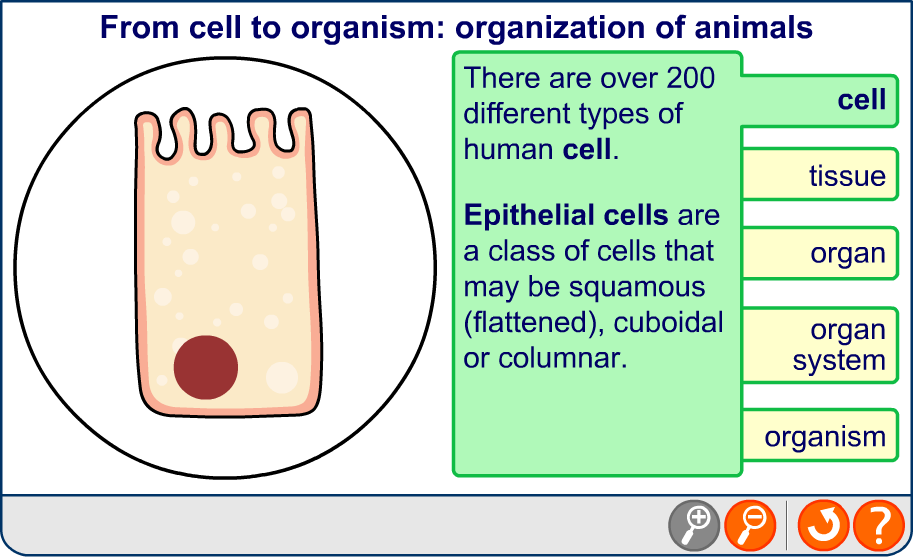 From cell to organism: organization of animals
There are over 200
different types of
human cell.
Epithelial cells are
a class of cells that
may be squamous
(flattened), cuboidal
or columnar.
cell
tissue
organ
organ
system
organism
?